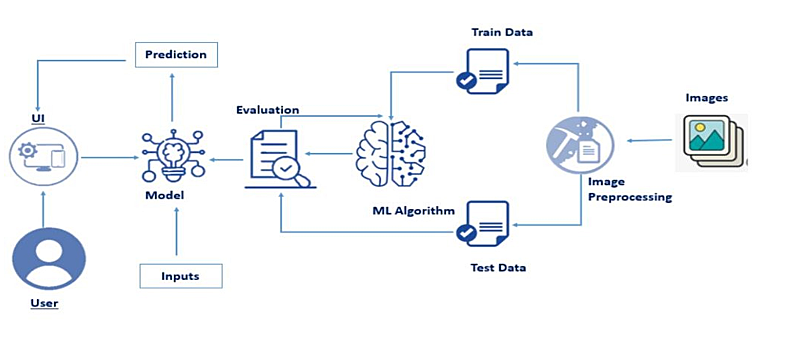 Train Data
Prediction
Images
Evaluation
UI
Image
Preprocessing
Model
ML Algorithm
Test Data
Inputs
User